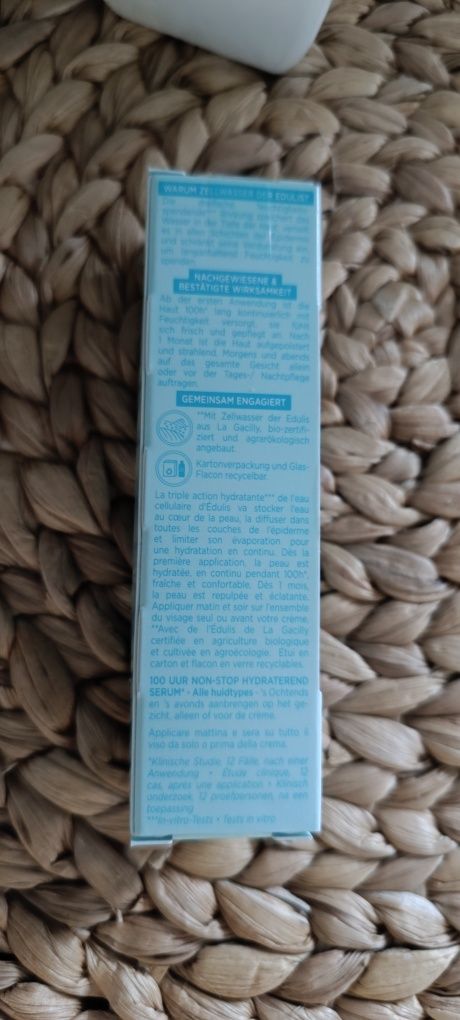 WARUM ZELLWASSER DER EDULIS?
in alle
Feuchtigkeit zu
spenden.
NACHGEWIESENE &
BESTÄTIGTE WIRKSAMKEIT
Ab der ersten Anwendung ist die
Haut 100h* lang kontinuierlich mit
Feuchtigkeit versorgt, sie fühlt
sich frisch und gepflegt an. Nach
1 Monat ist die Haut aufgepolstert
und strahlend. Morgens und abends
auf das gesamte Gesicht allein
oder vor der Tages-/ Nachtpflege
auftragen.
GEMEINSAM ENGAGIERT
**Mit Zellwasser der Edulis
aus La Gacilly, bio-zertifi-
ziert und agrarökologisch
angebaut.
Kartonverpackung und Glas-
Flacon recycelbar.
La triple action hydratante*** de l'eau
cellulaire d'Édulis va stocker l'eau
au cœur de la peau, la diffuser dans
toutes les couches de l'épiderme
et limiter son évaporation pour
une hydratation en continu. Dès la
première application, la peau est
hydratée, en continu pendant 100h*,
fraîche et confortable. Dès 1 mois,
la peau est repulpée et éclatante.
Appliquer matin et soir sur l'ensemble
du visage seul ou avant votre crème.
**Avec de l'Édulis de La Gacilly
certifiée en agriculture biologique
et cultivée en agroécologie. Étui en
carton et flacon en verre recyclables.
100 UUR NON-STOP HYDRATEREND
SERUM* - Alle huidtypes - 's Ochtends
en 's avonds aanbrengen op het ge-
zicht, alleen of voor de crème.
Applicare mattina e sera su tutto il
viso da solo o prima della crema.
*Klinische Studie, 12 Fälle, nach einer
Anwendung • Étude clinique, 12
cas, après une application • Klinisch
onderzoek, 12 proefpersonen, na een
toepassing
***In-vitro-Tests • Tests in vitro